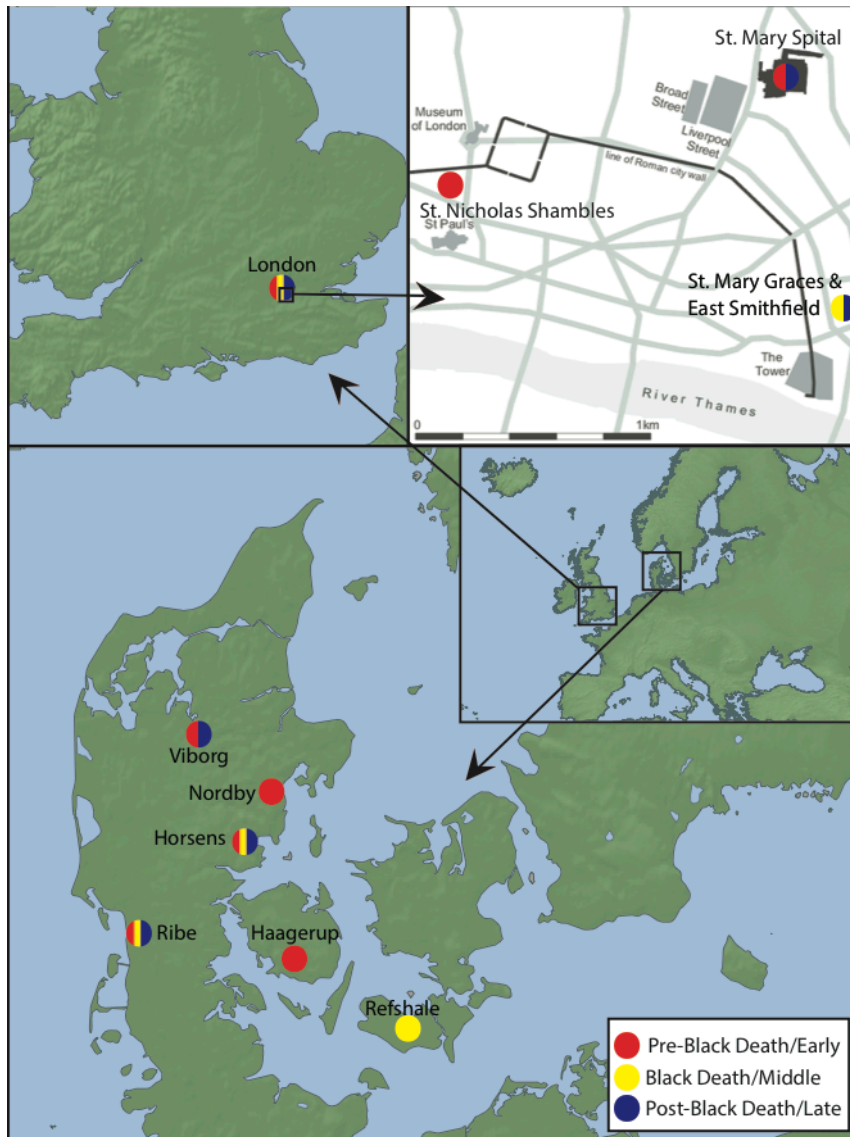 London
St. Mary Spital
Broad
Street
Liverpool
Street
Museum
of London
line of Roman city wall
St. Nicholas Shambles
St Paul's
St. Mary Graces &
East Smithfield
The
Tower
River Thames
0
1km
Viborg
Nordby
Horsens
Ribe
Haagerup
Refshale
Pre-Black Death/Early
Black Death/Middle
Post-Black Death/Late